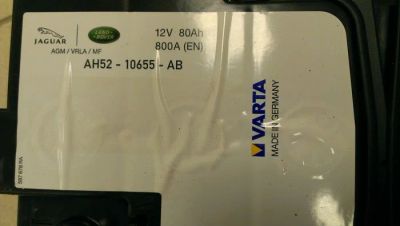 JAGUAR
LAND
ROVER
12V 80Ah
800A (EN)
AGM / VRLA / MF
AH52 - 10655 - AB
VARTA
MADE IN GERMANY